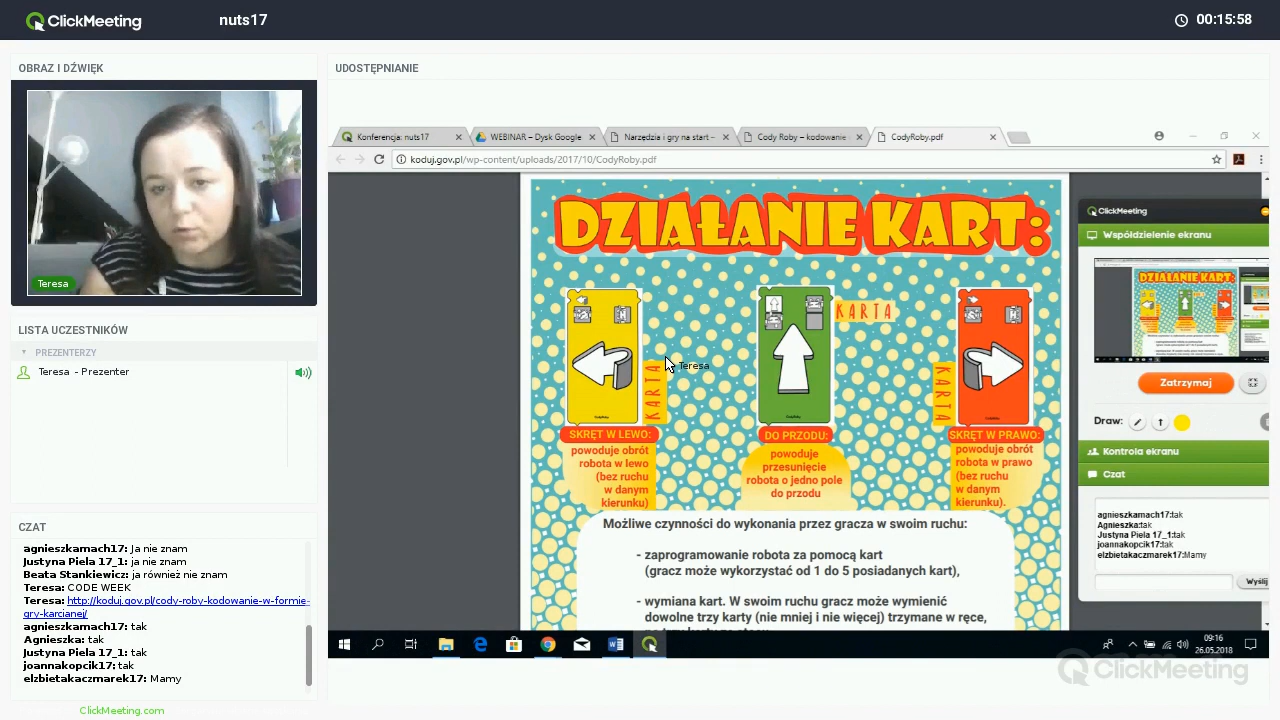 ClickMeeting
nuts17
00:15:58
OBRAZ I DŹWIĘK
Teresa
LISTA UCZESTNIKÓW
PREZENTERZY
Teresa - Prezenter
CZAT
agnieszkamach17: Ja nie znam
Justyna Piela 17_1: ja nie znam
Beata Stankiewicz: ja również nie znam
Teresa: CODE WEEK
Teresa: http://koduj.gov.pl/cody-roby-kodowanie-w-formie-
gry-karcianej/
agnieszkamach17: tak
Agnieszka: tak
Justyna Piela 17_1: tak
joannakopcik17: tak
elzbietakaczmarek17: Mamy
ClickMeeting.com
UDOSTĘPNIANIE
Konferencja: nuts17
WEBINAR – Dysk Google
Narzędzia i gry na start –
Cody Roby – kodowanie
CodyRoby.pdf
koduj.gov.pl/wp-content/uploads/2017/10/CodyRoby.pdf
DZIAŁANIE KART:
KARTA
KARTA
KARTA
Teresa
SKRĘT W LEWO:
powoduje obrót
robota w lewo
(bez ruchu
w danym
kierunku)
DO PRZODU:
powoduje
przesunięcie
robota o jedno pole
do przodu
SKRĘT W PRAWO:
powoduje obrót
robota w prawo
(bez ruchu
w danym
kierunku).
Możliwe czynności do wykonania przez gracza w swoim ruchu:
- zaprogramowanie robota za pomocą kart
(gracz może wykorzystać od 1 do 5 posiadanych kart),
- wymiana kart. W swoim ruchu gracz może wymienić
dowolne trzy karty (nie mniej i nie więcej) trzymane w ręce,
ClickMeeting
Współdzielenie ekranu
DZIAŁANIE KART:
Zatrzymaj
Draw:
Kontrola ekranu
Czat
agnieszkamach17:tak
Agnieszka:tak
Justyna Piela 17_1:tak
joannakopcik17:tak
elzbietakaczmarek17:Mamy
Wyślij
09:16
26.05.2018
ClickMeeting